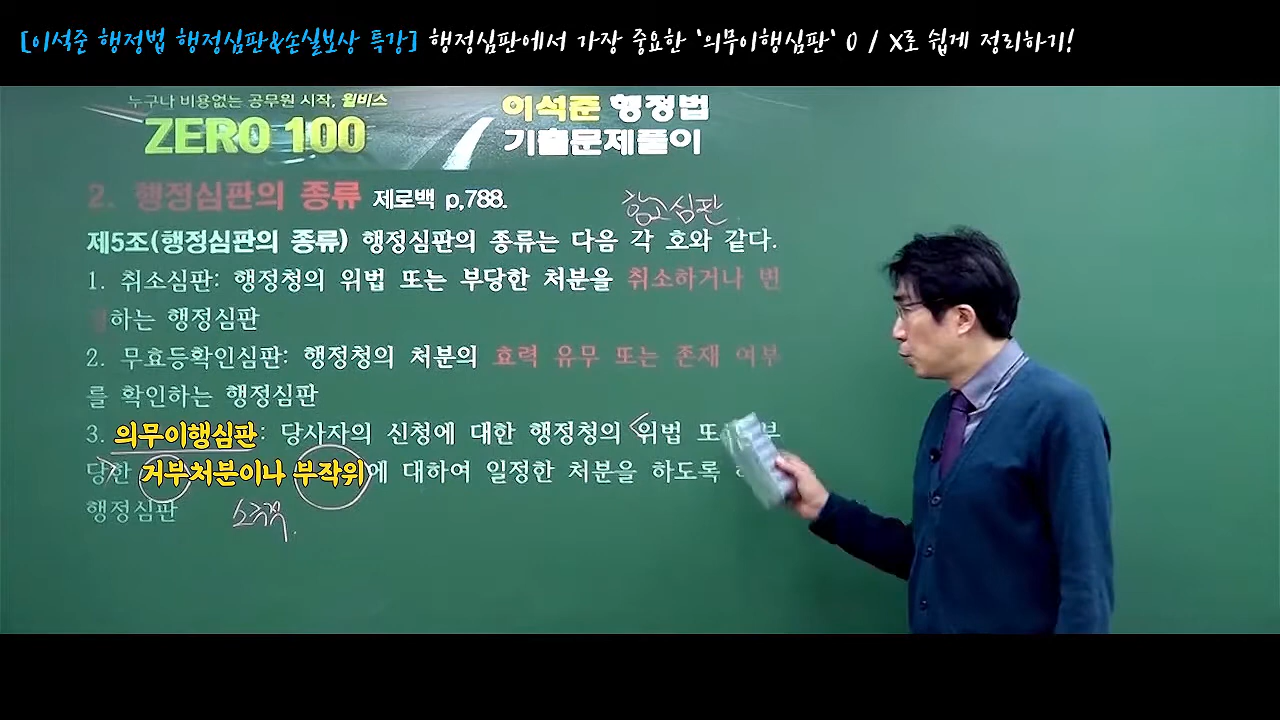 [이석준 행정법 행정심판&손실보상 특강] 행정심판에서 가장 중요한 '의무이행심판' O / X로 쉽게 정리하기!
누구나 비용없는 공무원 시작, 윌비스
ZERO 100
이석준 행정법
기출문제풀이
2. 행정심판의 종류 제로백 p,788.
항고심판
제5조(행정심판의 종류) 행정심판의 종류는 다음 각 호와 같다.
1. 취소심판: 행정청의 위법 또는 부당한 처분을 취소하거나 변
하는 행정심판
2. 무효등확인심판: 행정청의 처분의 효력 유무 또는 존재 여부
를 확인하는 행정심판
3. 의무이행심판: 당사자의 신청에 대한 행정청의 위법 또 부
당한 거부처분이나 부작위에 대하여 일정한 처분을 하도록
행정심판